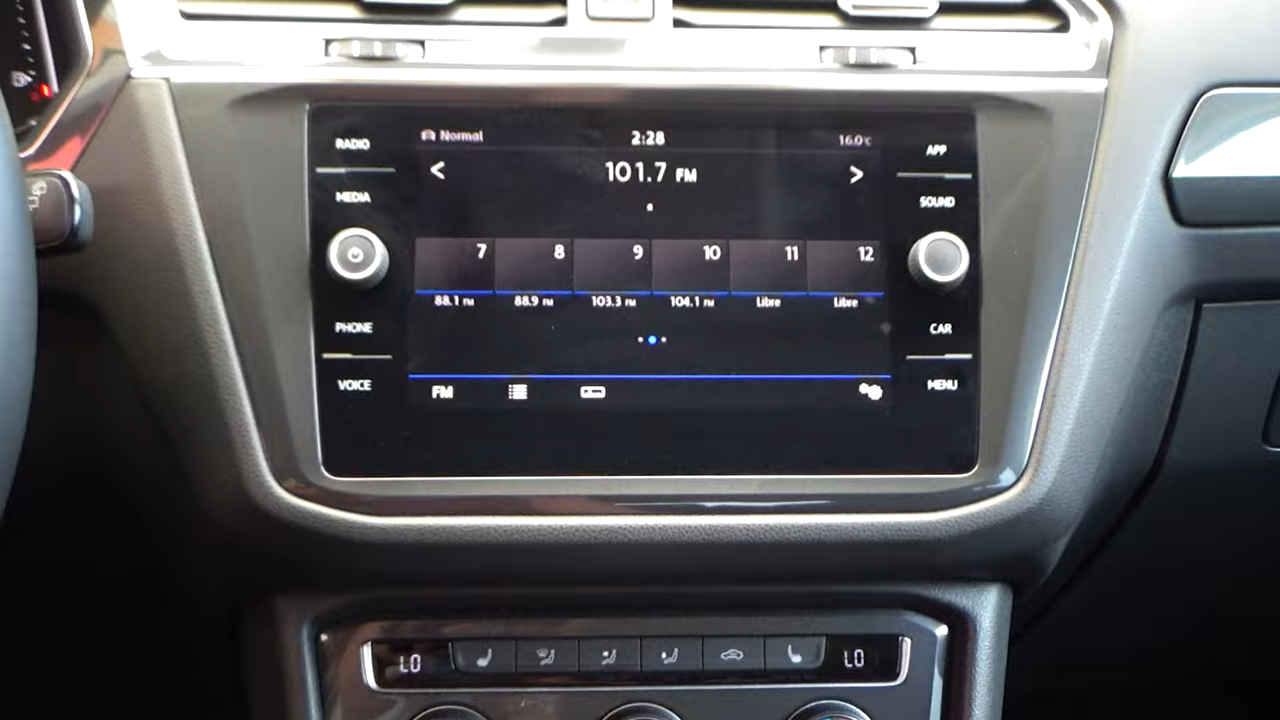 RADIO
MEDIA
PHONE
VOICE
Normal
2:28
16.0°C
101.7 FM
7 8 9 10 11 12
88.1 FM 88.9 FM 103.3 FM 104.1 FM Libre Libre
FM
APP
SOUND
CAR
MENU
LO LO